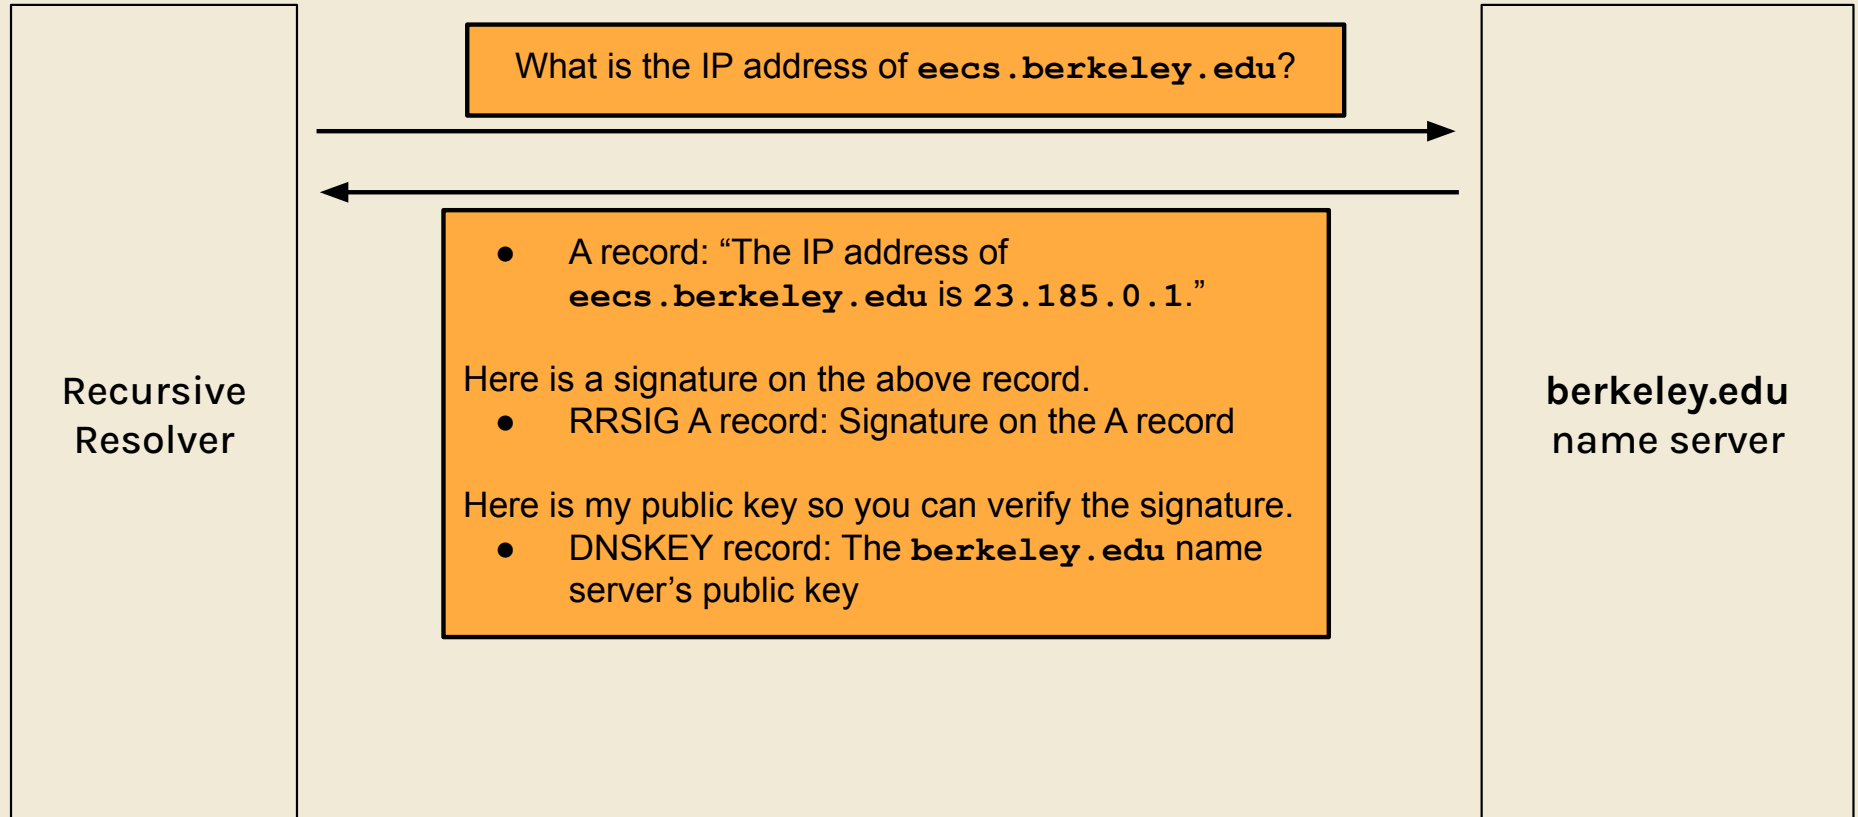 What is the IP address of eecs.berkeley.edu?
● A record: “The IP address of
eecs.berkeley.edu is 23.185.0.1.”
Here is a signature on the above record.
● RRSIG A record: Signature on the A record
Here is my public key so you can verify the signature.
● DNSKEY record: The berkeley.edu name
server’s public key
Recursive
Resolver
berkeley.edu
name server